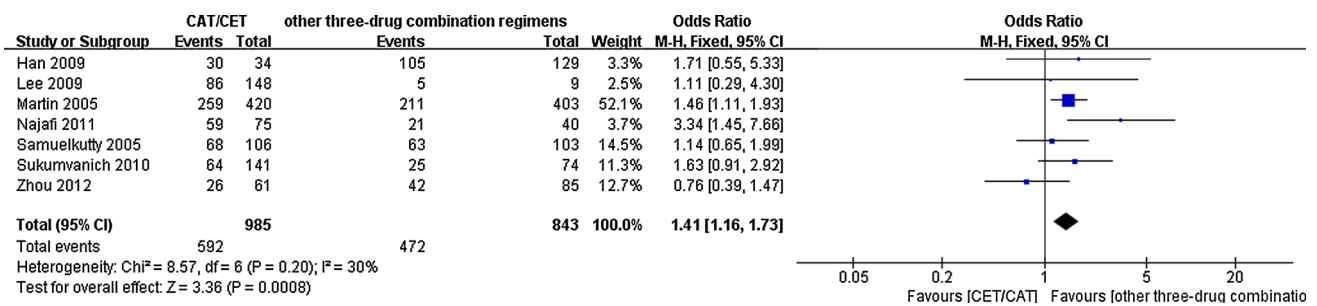 CAT/CET other three-drug combination regimens Odds Ratio Odds Ratio
Study or Subgroup Events Total Events Total Weight M-H, Fixed, 95% CI M-H, Fixed, 95% CI
Han 2009 30 34 105 129 3.3% 1.71 [0.55, 5.33]
Lee 2009 86 148 5 9 2.5% 1.11 [0.29, 4.30]
Martin 2005 259 420 211 403 52.1% 1.46 [1.11, 1.93]
Najafi 2011 59 75 21 40 3.7% 3.34 [1.45, 7.66]
Samuelkutty 2005 68 106 63 103 14.5% 1.14 [0.65, 1.99]
Sukumvanich 2010 64 141 25 74 11.3% 1.63 [0.91, 2.92]
Zhou 2012 26 61 42 85 12.7% 0.76 [0.39, 1.47]
Total (95% CI) 985 843 100.0% 1.41 [1.16, 1.73]
Total events 592 472
Heterogeneity: Chi² = 8.57, df = 6 (P = 0.20); I² = 30%
Test for overall effect: Z = 3.36 (P = 0.0008)
0.05 0.2 1 5 20
Favours [CET/CAT] Favours [other three-drug combinatio